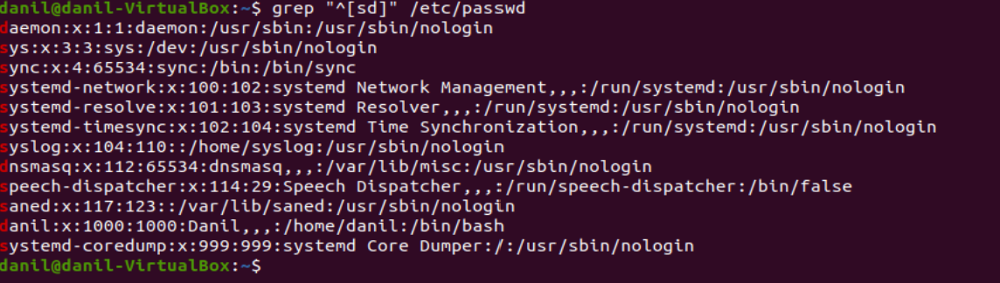 danil@danil-VirtualBox:~$ grep "^[sd]" /etc/passwd
daemon:x:1:1:daemon:/usr/sbin:/usr/sbin/nologin
sys:x:3:3:sys:/dev:/usr/sbin/nologin
sync:x:4:65534:sync:/bin:/bin/sync
systemd-network:x:100:102:systemd Network Management,,,:/run/systemd:/usr/sbin/nologin
systemd-resolve:x:101:103:systemd Resolver,,,:/run/systemd:/usr/sbin/nologin
systemd-timesync:x:102:104:systemd Time Synchronization,,,:/run/systemd:/usr/sbin/nologin
syslog:x:104:110::/home/syslog:/usr/sbin/nologin
dnsmasq:x:112:65534:dnsmasq,,,:/var/lib/misc:/usr/sbin/nologin
speech-dispatcher:x:114:29:Speech Dispatcher,,,:/run/speech-dispatcher:/bin/false
saned:x:117:123::/var/lib/saned:/usr/sbin/nologin
danil:x:1000:1000:Danil,,,:/home/danil:/bin/bash
systemd-coredump:x:999:999:systemd Core Dumper:/:/usr/sbin/nologin
danil@danil-VirtualBox:~$